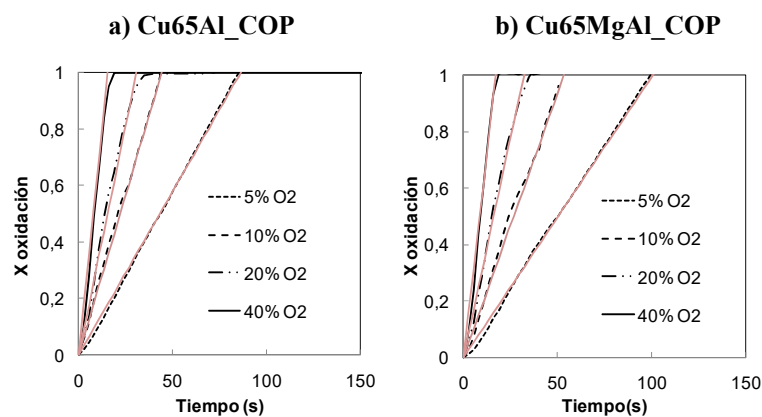 a) Cu65Al_COP
1
0,8
0,6
0,4
0,2
0
X oxidación
5% O2
10% O2
20% O2
40% O2
0 50 100 150
Tiempo (s)
b) Cu65MgAl_COP
1
0,8
0,6
0,4
0,2
0
X oxidación
5% O2
10% O2
20% O2
40% O2
0 50 100 150
Tiempo (s)